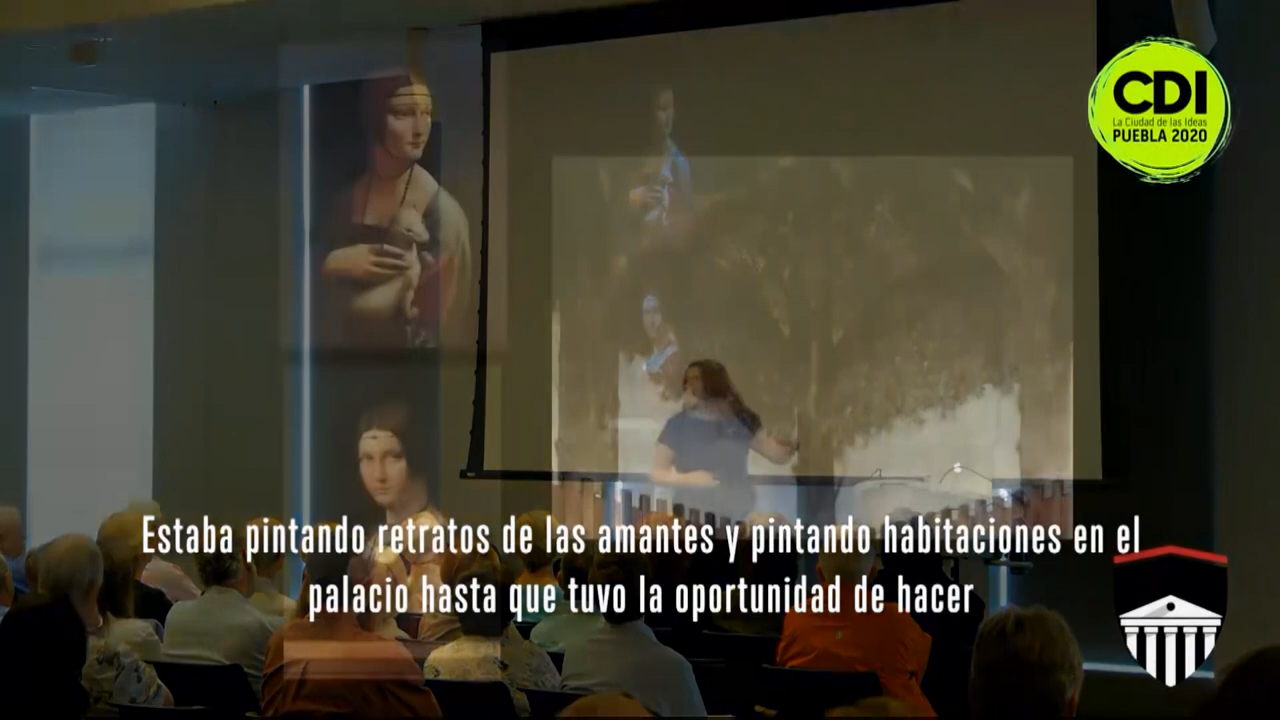 CDI
La Ciudad de las Ideas
PUEBLA 2020
Estaba pintando retratos de las amantes y pintando habitaciones en el
palacio hasta que tuvo la oportunidad de hacer